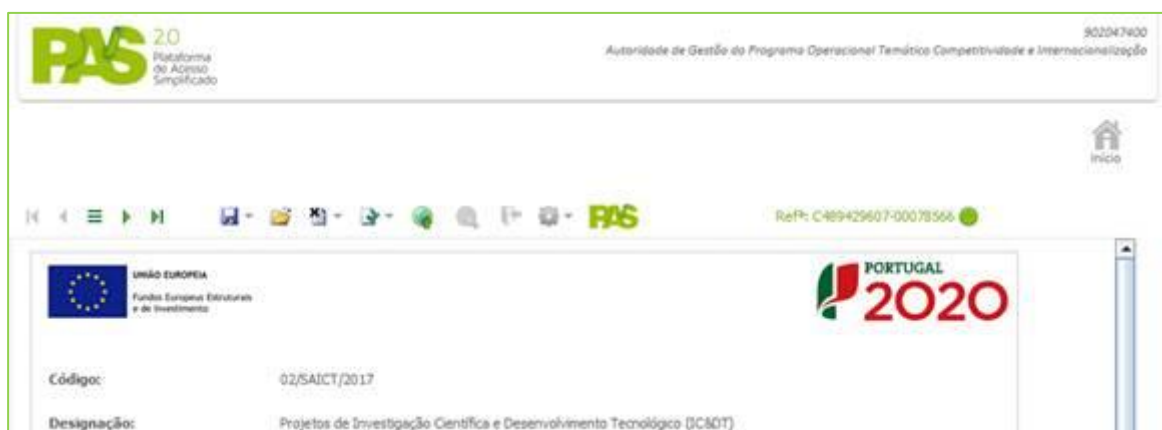 PAS 2.0
Plataforma
de Acesso
Simplificado
902047400
Autoridade de Gestão do Programa Operacional Temático Competitividade e Internacionalização
Início
PAS
Refª: C489429607-00078566
UNIÃO EUROPEIA
Fundos Europeus Estruturais
e de Investimento
PORTUGAL
2020
Código: 02/SAICT/2017
Designação: Projetos de Investigação Científica e Desenvolvimento Tecnológico (IC&DT)